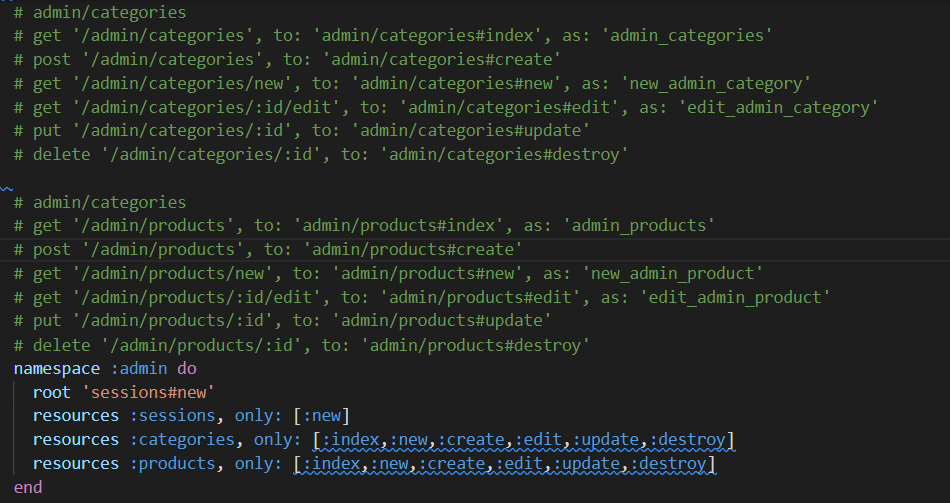 # admin/categories
# get '/admin/categories', to: 'admin/categories#index', as: 'admin_categories'
# post '/admin/categories', to: 'admin/categories#create'
# get '/admin/categories/new', to: 'admin/categories#new', as: 'new_admin_category'
# get '/admin/categories/:id/edit', to: 'admin/categories#edit', as: 'edit_admin_category'
# put '/admin/categories/:id', to: 'admin/categories#update'
# delete '/admin/categories/:id', to: 'admin/categories#destroy'
# admin/categories
# get '/admin/products', to: 'admin/products#index', as: 'admin_products'
# post '/admin/products', to: 'admin/products#create'
# get '/admin/products/new', to: 'admin/products#new', as: 'new_admin_product'
# get '/admin/products/:id/edit', to: 'admin/products#edit', as: 'edit_admin_product'
# put '/admin/products/:id', to: 'admin/products#update'
# delete '/admin/products/:id', to: 'admin/products#destroy'
namespace :admin do
  root 'sessions#new'
  resources :sessions, only: [:new]
  resources :categories, only: [:index,:new,:create,:edit,:update,:destroy]
  resources :products, only: [:index,:new,:create,:edit,:update,:destroy]
end